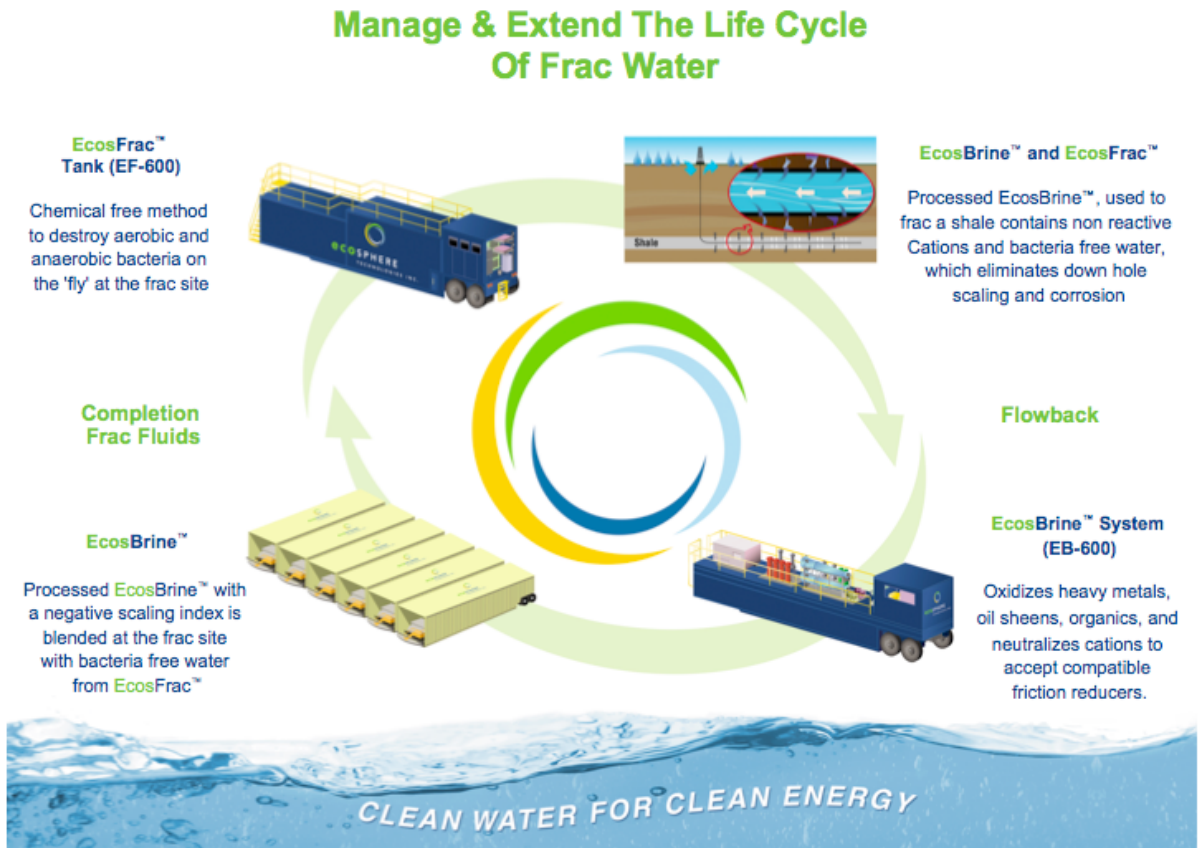 Manage & Extend The Life Cycle
Of Frac Water
EcosFrac™
Tank (EF-600)
Chemical free method
to destroy aerobic and
anaerobic bacteria on
the 'fly' at the frac site
ecoSPHERE
TECHNOLOGIES INC.
Shale
EcosBrine™ and EcosFrac™
Processed EcosBrine™, used to
frac a shale contains non reactive
Cations and bacteria free water,
which eliminates down hole
scaling and corrosion
Completion
Frac Fluids
Flowback
EcosBrine™
Processed EcosBrine™ with
a negative scaling index is
blended at the frac site
with bacteria free water
from EcosFrac™
EcosBrine™ System
(EB-600)
Oxidizes heavy metals,
oil sheens, organics, and
neutralizes cations to
accept compatible
friction reducers.
CLEAN WATER FOR CLEAN ENERGY